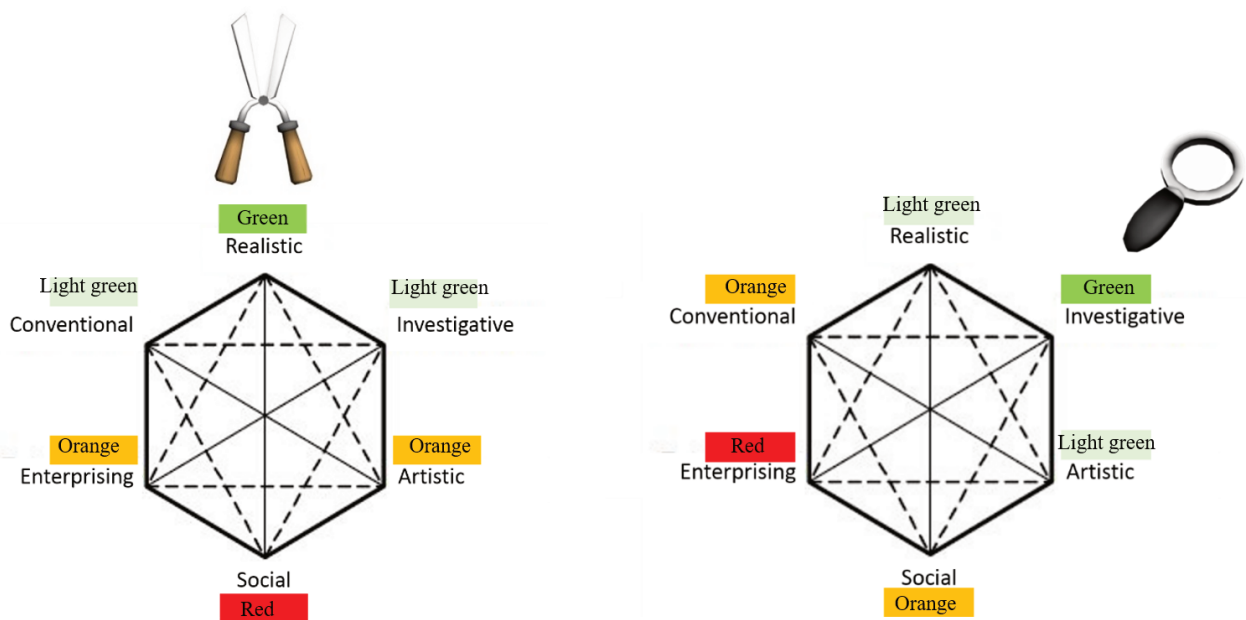 Green
Realistic
Light green
Conventional
Light green
Investigative
Orange
Enterprising
Orange
Artistic
Social
Red
Light green
Realistic
Orange
Conventional
Green
Investigative
Red
Enterprising
Light green
Artistic
Social
Orange